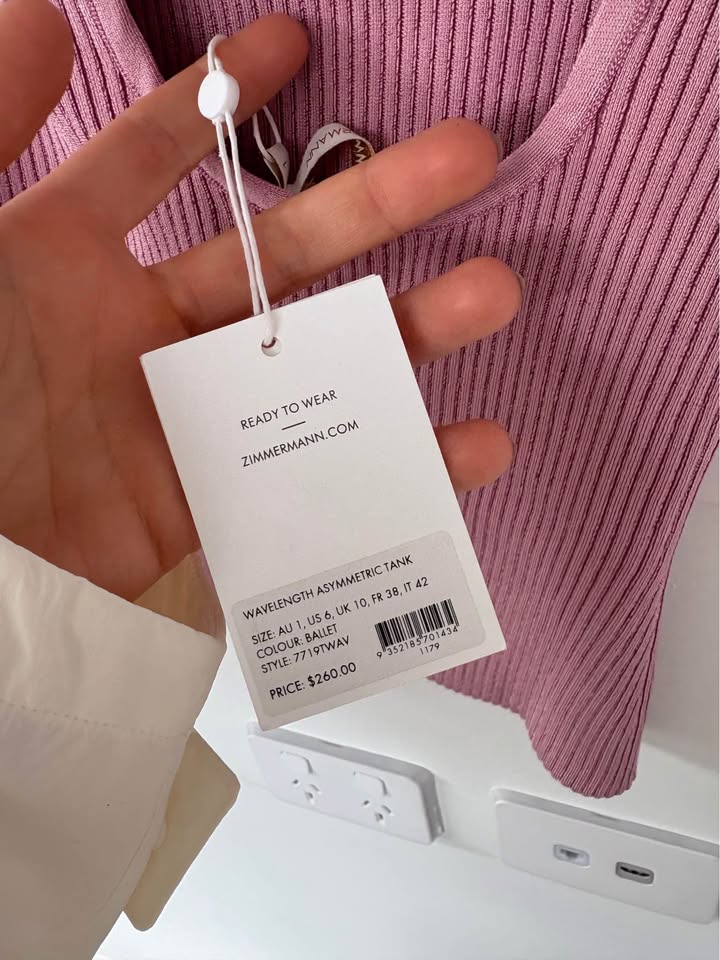 READY TO WEAR
ZIMMERMANN.COM
WAVELENGTH ASYMMETRIC TANK
SIZE: AU 1, US 6, UK 10, FR 38, IT 42
COLOUR: BALLET
STYLE: 7719TWAV
PRICE: $260.00
9 352185 701434
1179